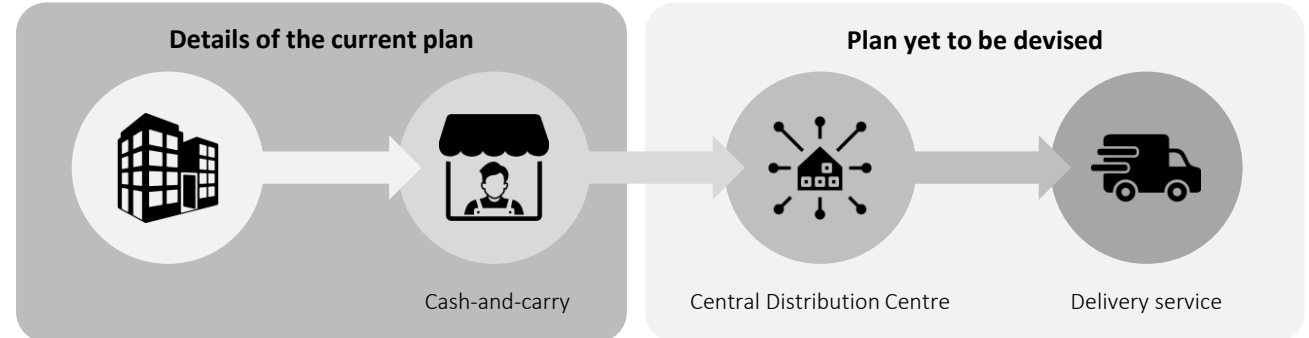 Details of the current plan
Plan yet to be devised
Cash-and-carry
Central Distribution Centre
Delivery service